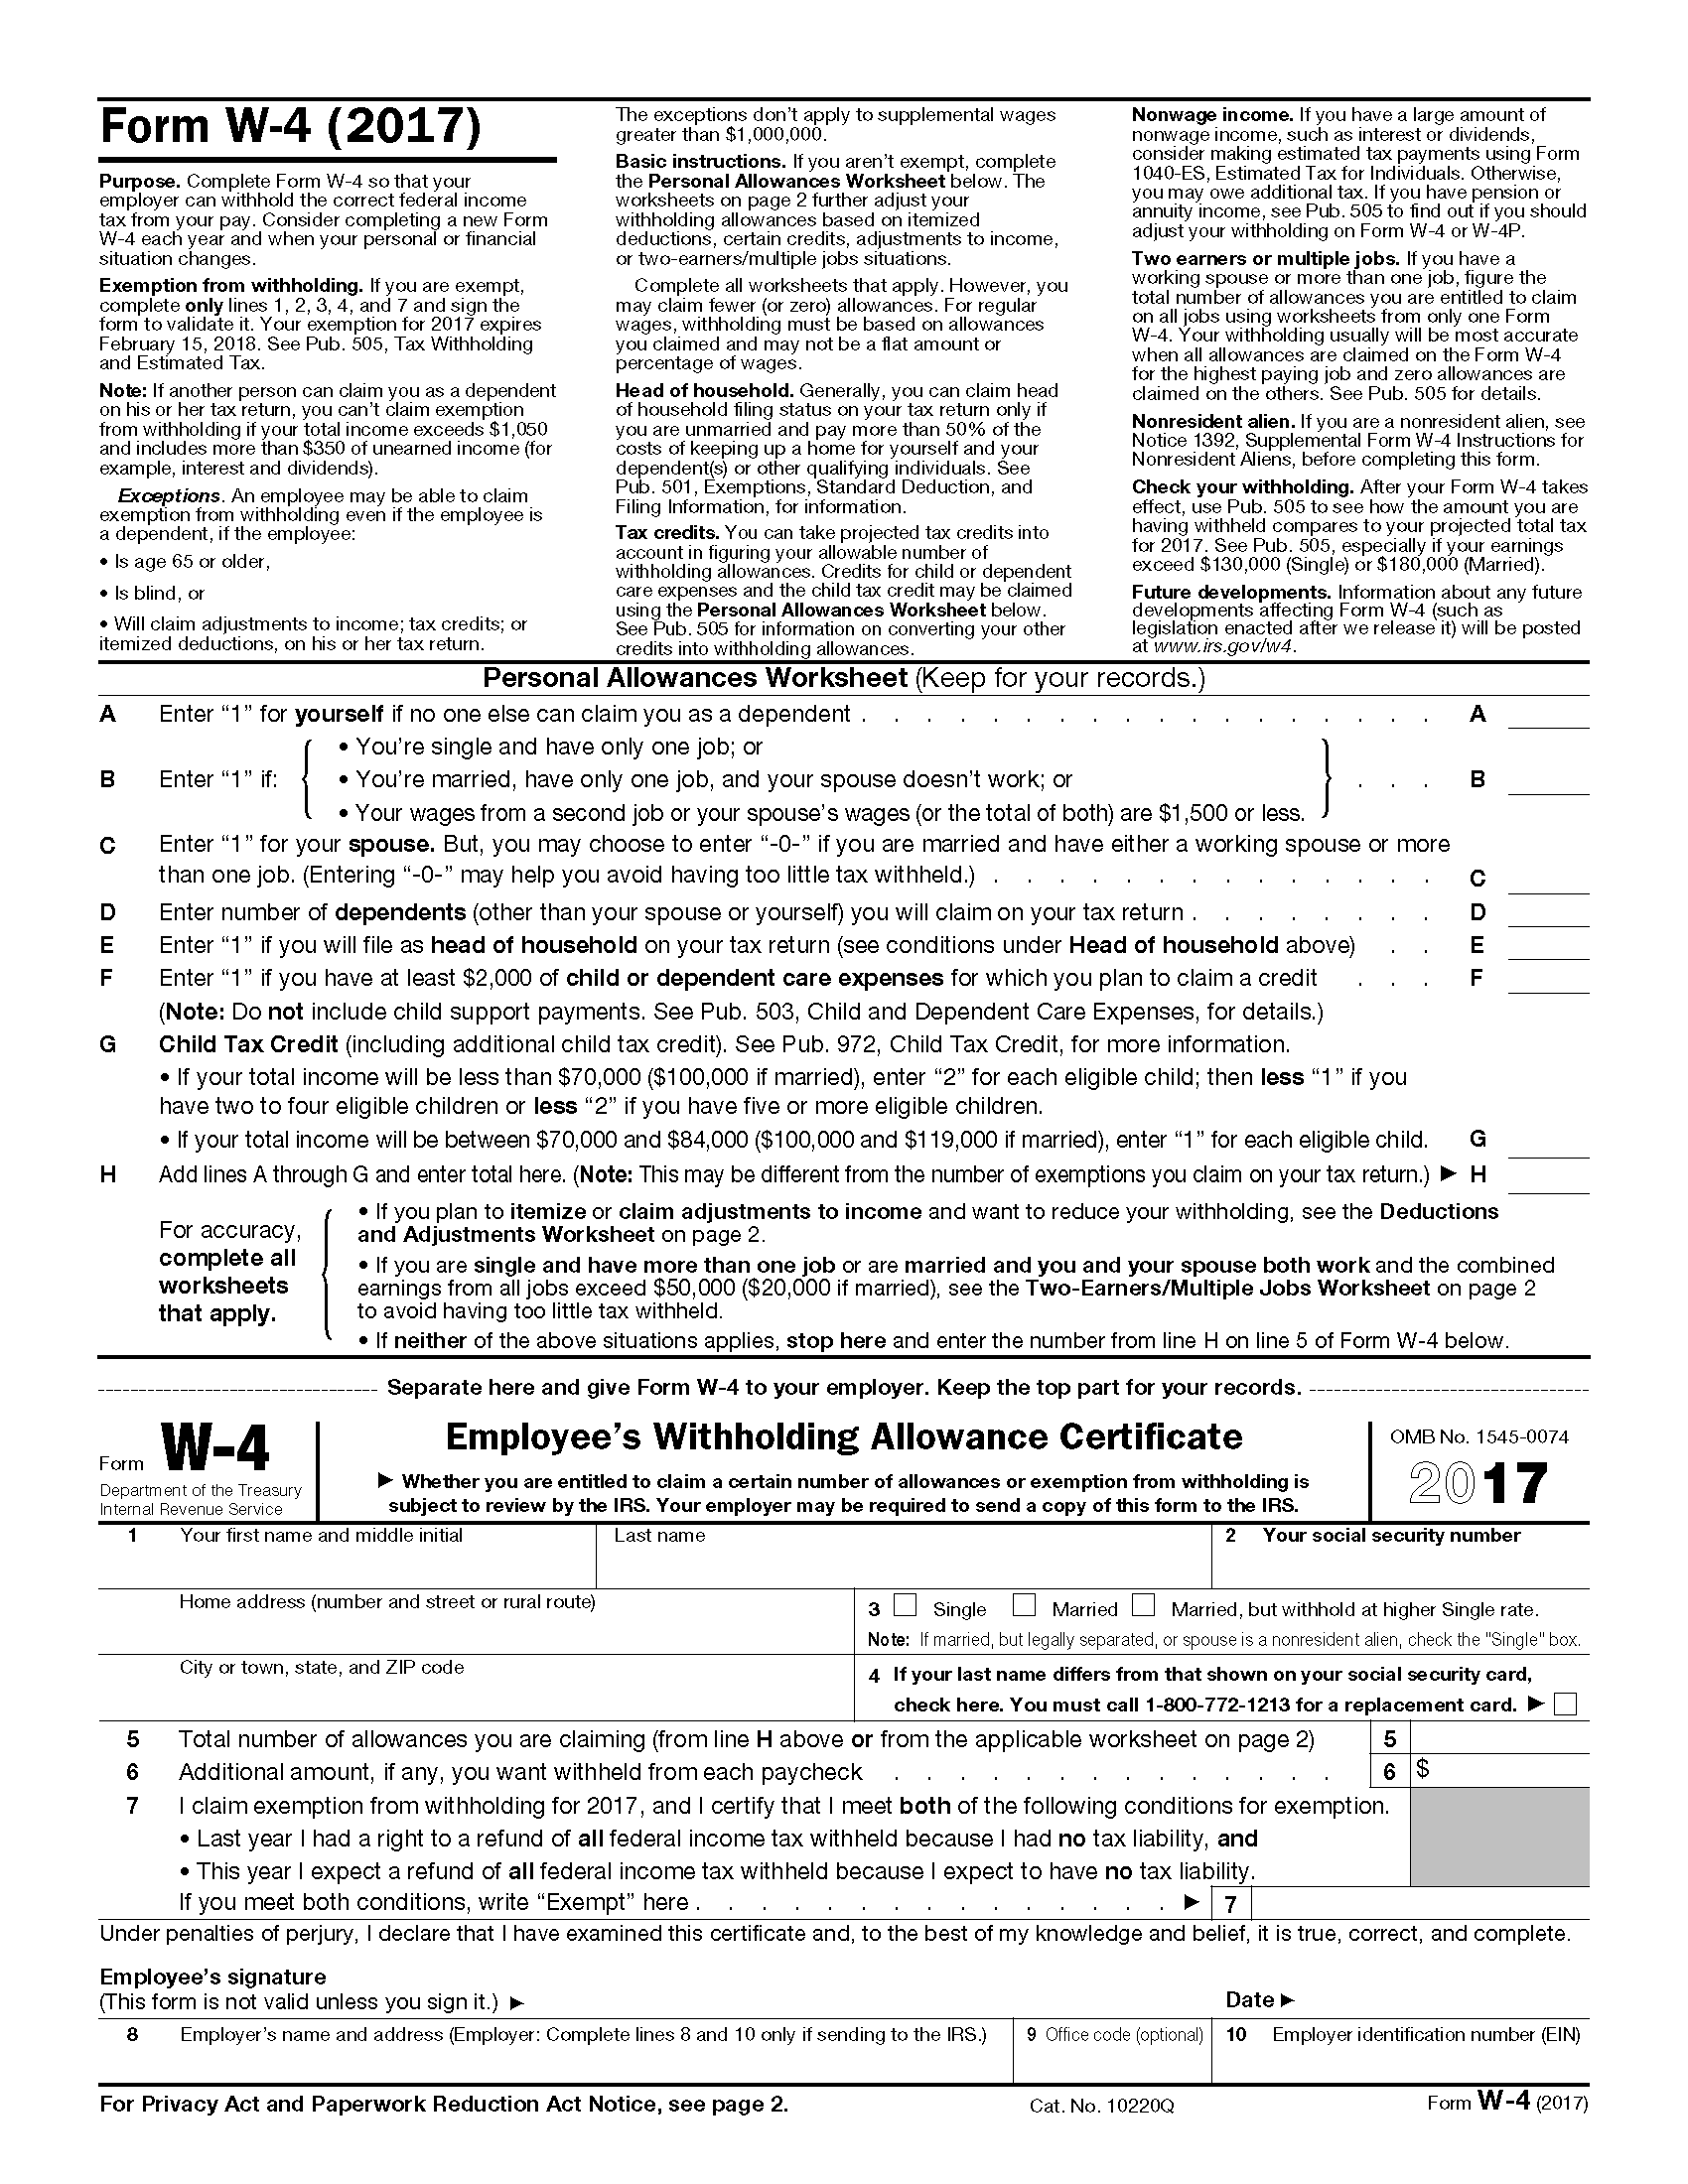 Form W-4 (2017)
Purpose. Complete Form W-4 so that your
employer can withhold the correct federal income
tax from your pay. Consider completing a new Form
W-4 each year and when your personal or financial
situation changes.
Exemption from withholding. If you are exempt,
complete only lines 1, 2, 3, 4, and 7 and sign the
form to validate it. Your exemption for 2017 expires
February 15, 2018. See Pub. 505, Tax Withholding
and Estimated Tax.
Note: If another person can claim you as a dependent
on his or her tax return, you can't claim exemption
from withholding if your total income exceeds $1,050
and includes more than $350 of unearned income (for
example, interest and dividends).
Exceptions. An employee may be able to claim
exemption from withholding even if the employee is
a dependent, if the employee:
• Is age 65 or older,
• Is blind, or
• Will claim adjustments to income; tax credits; or
itemized deductions, on his or her tax return.
The exceptions don't apply to supplemental wages
greater than $1,000,000.
Basic instructions. If you aren't exempt, complete
the Personal Allowances Worksheet below. The
worksheets on page 2 further adjust your
withholding allowances based on itemized
deductions, certain credits, adjustments to income,
or two-earners/multiple jobs situations.
Complete all worksheets that apply. However, you
may claim fewer (or zero) allowances. For regular
wages, withholding must be based on allowances
you claimed and may not be a flat amount or
percentage of wages.
Head of household. Generally, you can claim head
of household filing status on your tax return only if
you are unmarried and pay more than 50% of the
costs of keeping up a home for yourself and your
dependent(s) or other qualifying individuals. See
Pub. 501, Exemptions, Standard Deduction, and
Filing Information, for information.
Tax credits. You can take projected tax credits into
account in figuring your allowable number of
withholding allowances. Credits for child or dependent
care expenses and the child tax credit may be claimed
using the Personal Allowances Worksheet below.
See Pub. 505 for information on converting your other
credits into withholding allowances.
Nonwage income. If you have a large amount of
nonwage income, such as interest or dividends,
consider making estimated tax payments using Form
1040-ES, Estimated Tax for Individuals. Otherwise,
you may owe additional tax. If you have pension or
annuity income, see Pub. 505 to find out if you should
adjust your withholding on Form W-4 or W-4P.
Two earners or multiple jobs. If you have a
working spouse or more than one job, figure the
total number of allowances you are entitled to claim
on all jobs using worksheets from only one Form
W-4. Your withholding usually will be most accurate
when all allowances are claimed on the Form W-4
for the highest paying job and zero allowances are
claimed on the others. See Pub. 505 for details.
Nonresident alien. If you are a nonresident alien, see
Notice 1392, Supplemental Form W-4 Instructions for
Nonresident Aliens, before completing this form.
Check your withholding. After your Form W-4 takes
effect, use Pub. 505 to see how the amount you are
having withheld compares to your projected total tax
for 2017. See Pub. 505, especially if your earnings
exceed $130,000 (Single) or $180,000 (Married).
Future developments. Information about any future
developments affecting Form W-4 (such as
legislation enacted after we release it) will be posted
at www.irs.gov/w4.
Personal Allowances Worksheet (Keep for your records.)
A Enter “1” for yourself if no one else can claim you as a dependent . . . . . . . . . . . . . . . . . . A
• You're single and have only one job; or
B Enter “1” if: • You're married, have only one job, and your spouse doesn't work; or . . . B
• Your wages from a second job or your spouse's wages (or the total of both) are $1,500 or less.
C Enter “1” for your spouse. But, you may choose to enter “-0-” if you are married and have either a working spouse or more
than one job. (Entering “-0-” may help you avoid having too little tax withheld.) . . . . . . . . . . . . . . C
D Enter number of dependents (other than your spouse or yourself) you will claim on your tax return . . . . . . . . D
E Enter “1” if you will file as head of household on your tax return (see conditions under Head of household above) . . E
F Enter “1” if you have at least $2,000 of child or dependent care expenses for which you plan to claim a credit . . . F
(Note: Do not include child support payments. See Pub. 503, Child and Dependent Care Expenses, for details.)
G Child Tax Credit (including additional child tax credit). See Pub. 972, Child Tax Credit, for more information.
• If your total income will be less than $70,000 ($100,000 if married), enter “2” for each eligible child; then less “1” if you
have two to four eligible children or less “2” if you have five or more eligible children.
• If your total income will be between $70,000 and $84,000 ($100,000 and $119,000 if married), enter “1” for each eligible child. G
H Add lines A through G and enter total here. (Note: This may be different from the number of exemptions you claim on your tax return.) ► H
For accuracy,
complete all
worksheets
that apply.
• If you plan to itemize or claim adjustments to income and want to reduce your withholding, see the Deductions
and Adjustments Worksheet on page 2.
• If you are single and have more than one job or are married and you and your spouse both work and the combined
earnings from all jobs exceed $50,000 ($20,000 if married), see the Two-Earners/Multiple Jobs Worksheet on page 2
to avoid having too little tax withheld.
• If neither of the above situations applies, stop here and enter the number from line H on line 5 of Form W-4 below.
Separate here and give Form W-4 to your employer. Keep the top part for your records.
Form W-4
Department of the Treasury
Internal Revenue Service
Employee's Withholding Allowance Certificate
► Whether you are entitled to claim a certain number of allowances or exemption from withholding is
subject to review by the IRS. Your employer may be required to send a copy of this form to the IRS.
OMB No. 1545-0074
2017
1 Your first name and middle initial
Last name
2 Your social security number
Home address (number and street or rural route)
3 Single Married Married, but withhold at higher Single rate.
Note: If married, but legally separated, or spouse is a nonresident alien, check the "Single" box.
City or town, state, and ZIP code
4 If your last name differs from that shown on your social security card,
check here. You must call 1-800-772-1213 for a replacement card. ►
5 Total number of allowances you are claiming (from line H above or from the applicable worksheet on page 2) 5
6 Additional amount, if any, you want withheld from each paycheck . . . . . . . . . . . . . . 6 $
7 I claim exemption from withholding for 2017, and I certify that I meet both of the following conditions for exemption.
• Last year I had a right to a refund of all federal income tax withheld because I had no tax liability, and
• This year I expect a refund of all federal income tax withheld because I expect to have no tax liability.
If you meet both conditions, write “Exempt” here . . . . . . . . . . . . . . . ► 7
Under penalties of perjury, I declare that I have examined this certificate and, to the best of my knowledge and belief, it is true, correct, and complete.
Employee's signature
(This form is not valid unless you sign it.) ►
Date ►
8 Employer's name and address (Employer: Complete lines 8 and 10 only if sending to the IRS.)
9 Office code (optional)
10 Employer identification number (EIN)
For Privacy Act and Paperwork Reduction Act Notice, see page 2.
Cat. No. 10220Q
Form W-4 (2017)